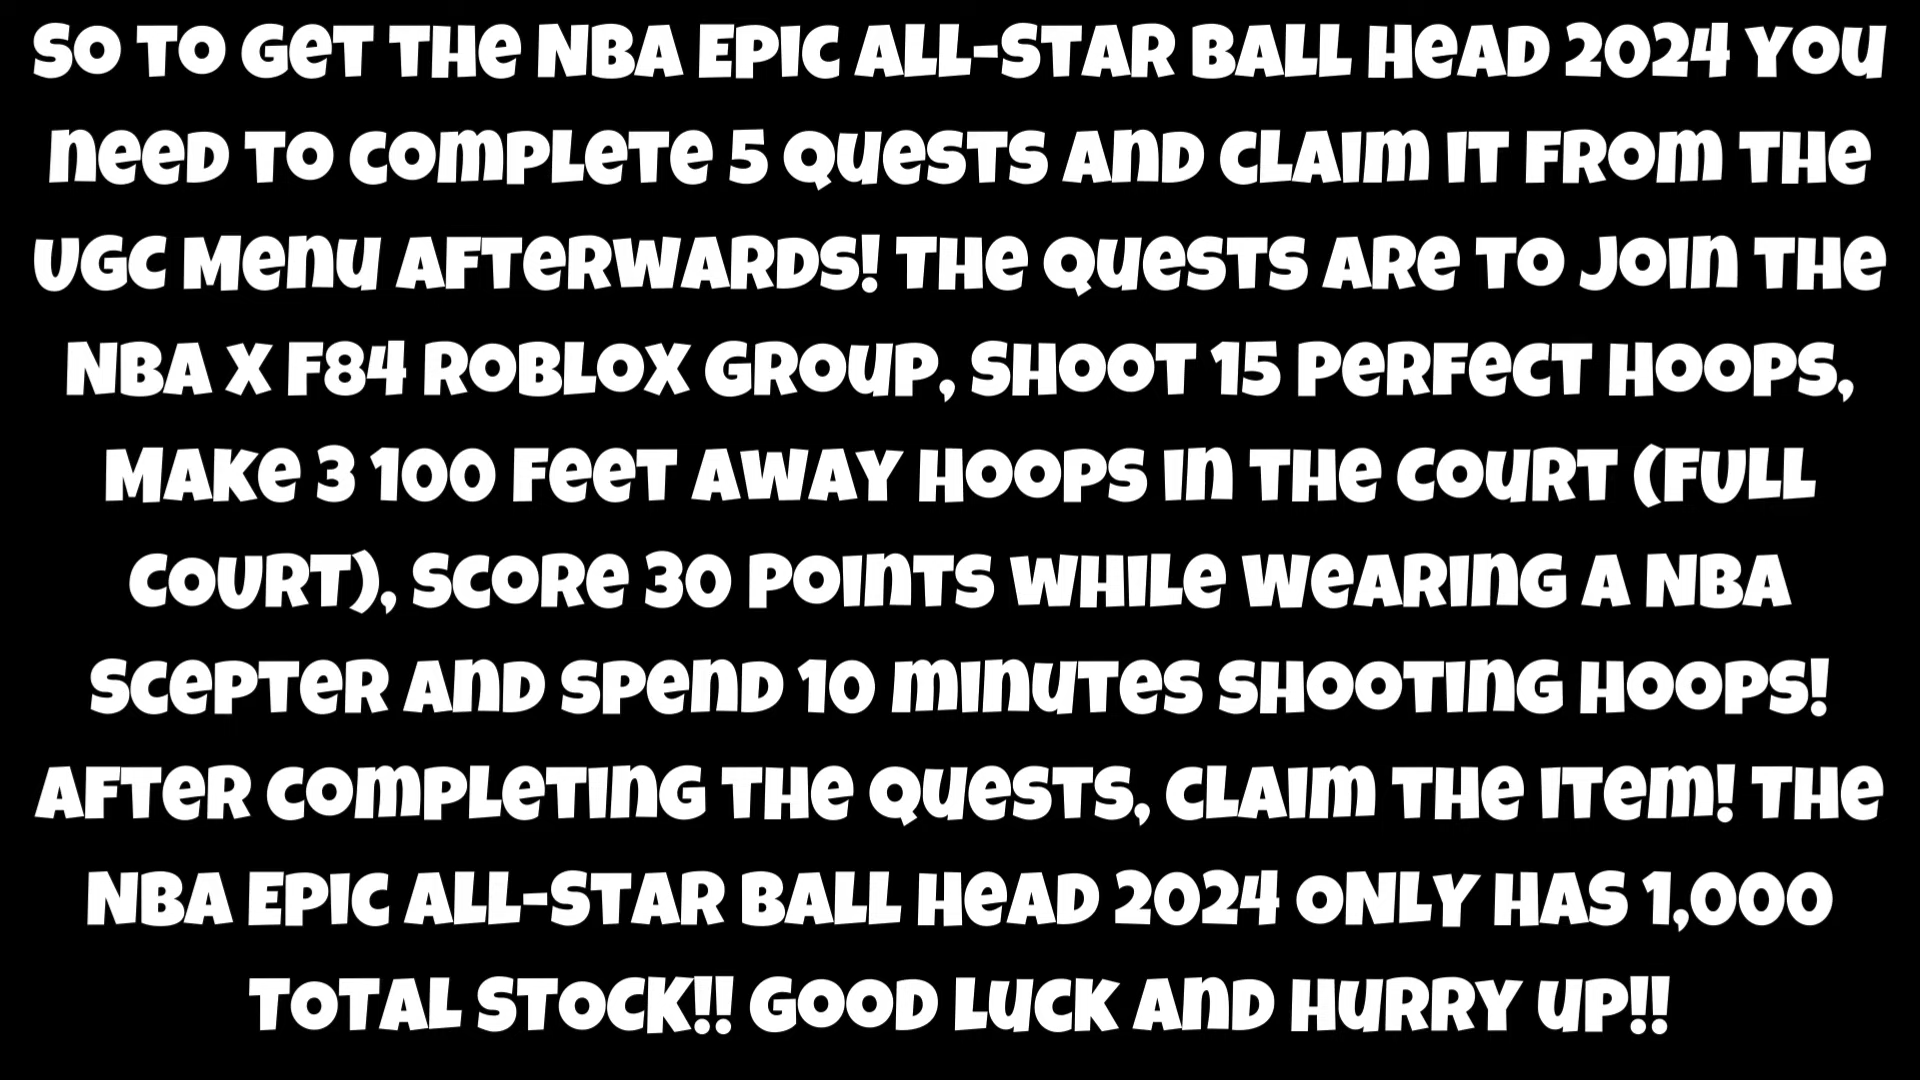 So to get the NBA Epic All-Star Ball Head 2024 you
need to complete 5 quests and claim it from the
UGC Menu afterwards! The quests are to join the
NBA x F84 Roblox group, shoot 15 perfect hoops,
make 3 100 feet away hoops in the court (full
court), score 30 points while wearing a NBA
Scepter and spend 10 minutes shooting hoops!
After completing the quests, claim the item! The
NBA Epic All-Star Ball Head 2024 ONLY HAS 1,000
TOTAL STOCK!! Good luck and hurry up!!